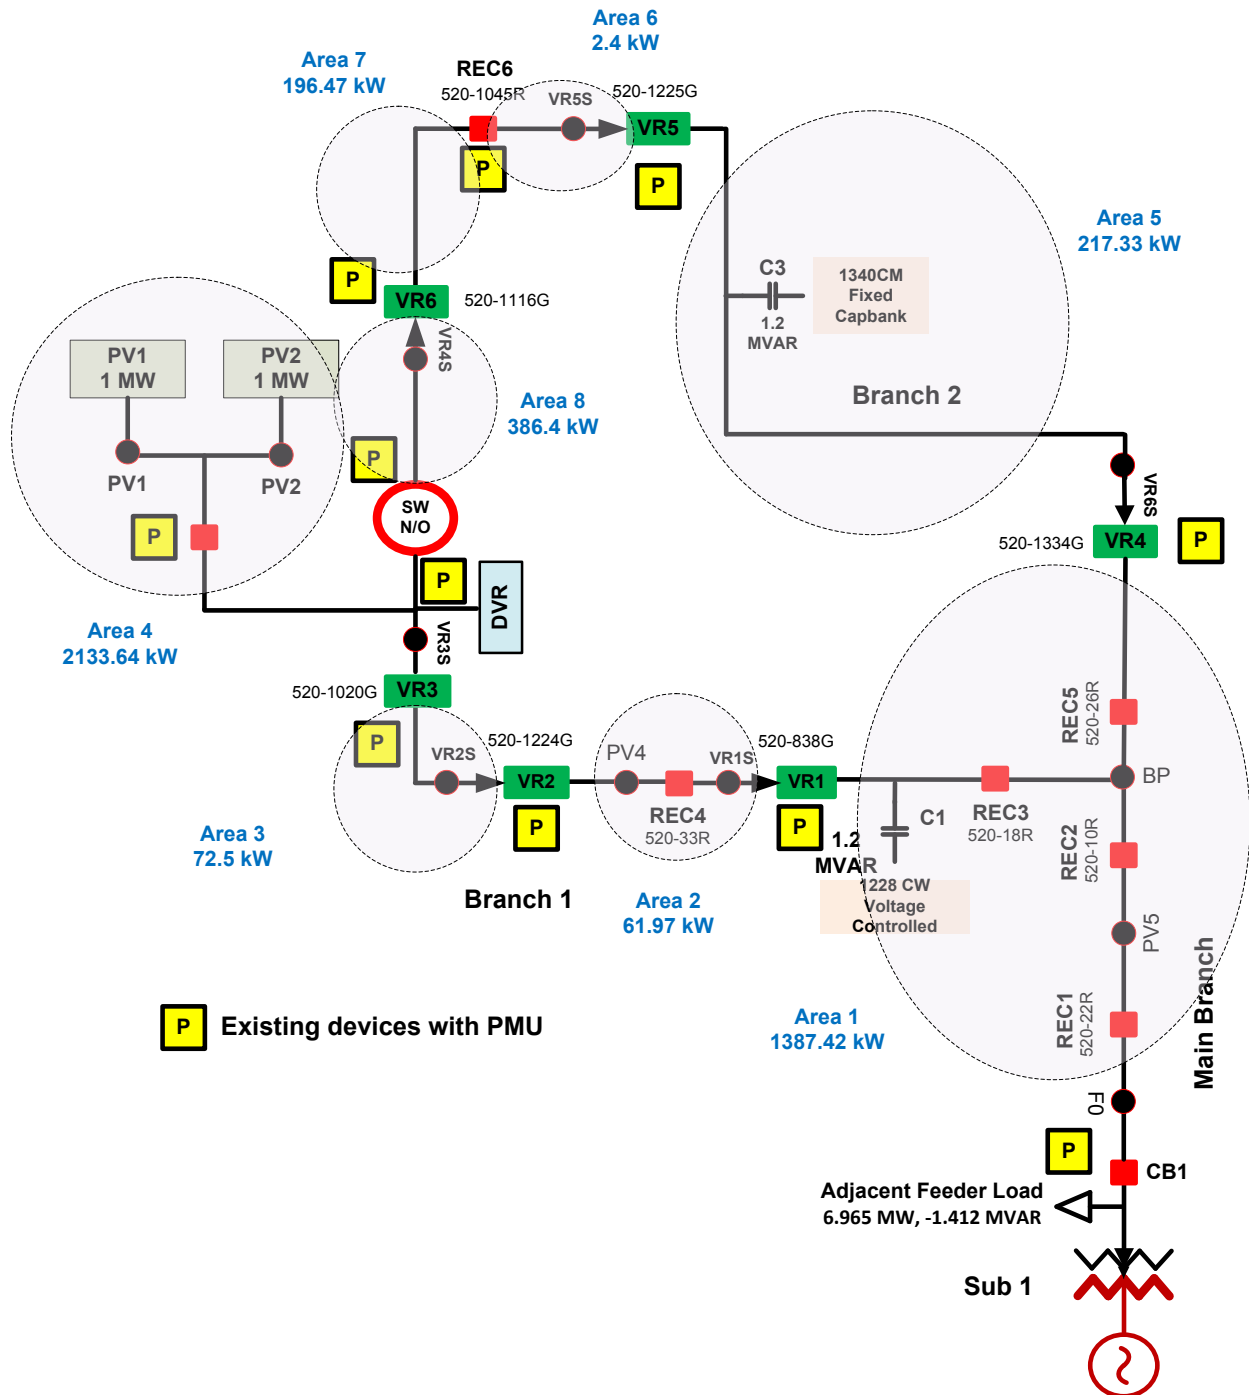 Area 6
2.4 kW
Area 7
196.47 kW
REC6
520-1045R
VR5S
520-1225G
VR5
P
P
Area 5
217.33 kW
C3
1.2
MVAR
1340CM
Fixed
Capbank
P
VR6
520-1116G
VR4S
PV1
1 MW
PV2
1 MW
Area 8
386.4 kW
Branch 2
PV1
PV2
P
P
SW
N/O
VR6S
520-1334G
VR4
P
P
DVR
Area 4
2133.64 kW
VR3S
520-1020G
VR3
P
VR2S
520-1224G
VR2
P
PV4
VR1S
REC4
520-33R
520-838G
VR1
P
1.2
MVAR
C1
1228 CW
Voltage
Controlled
REC3
520-18R
BP
REC5
520-26R
REC2
520-10R
PV5
REC1
520-22R
Main Branch
Area 3
72.5 kW
Branch 1
Area 2
61.97 kW
Area 1
1387.42 kW
P
Existing devices with PMU
F0
P
CB1
Adjacent Feeder Load
6.965 MW, -1.412 MVAR
Sub 1